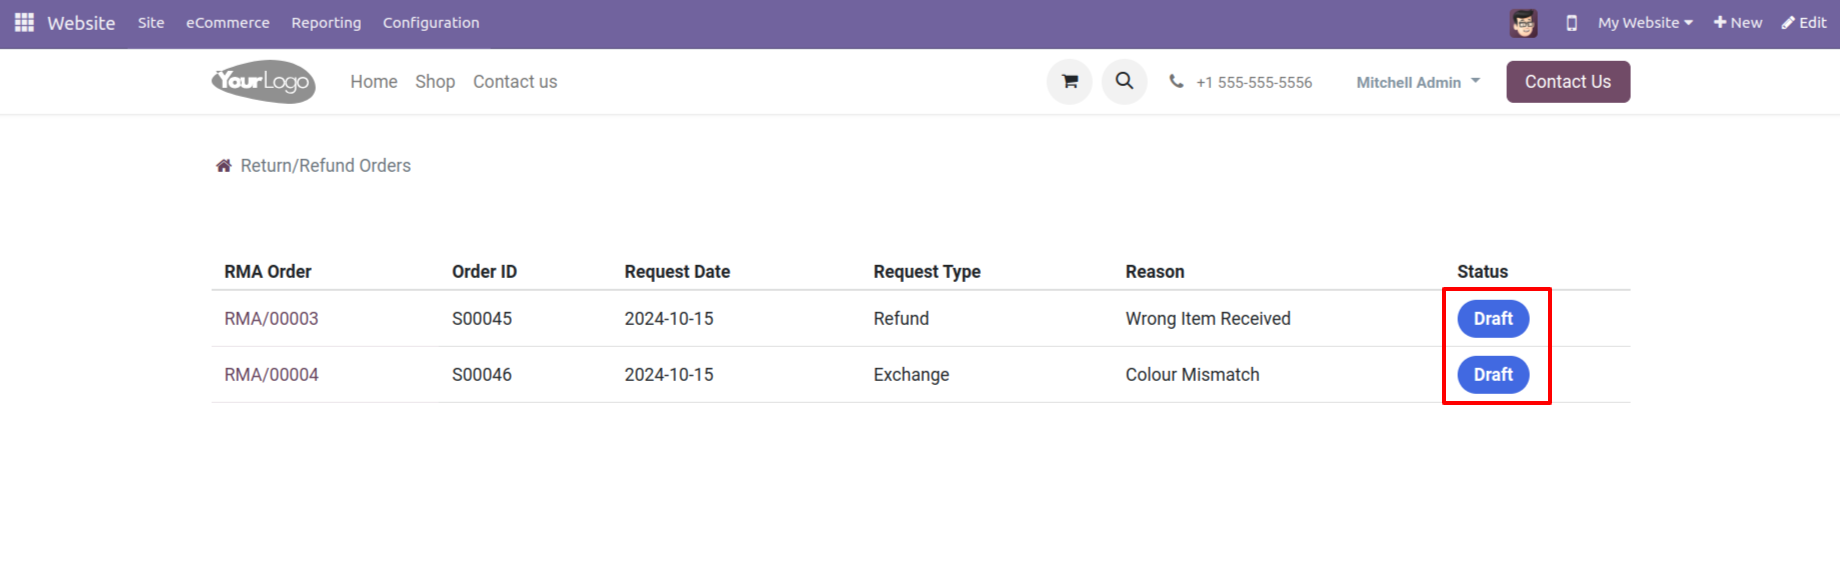 Website Site eCommerce Reporting Configuration My Website New Edit
YourLogo Home Shop Contact us +1 555-555-5556 Mitchell Admin Contact Us
Return/Refund Orders
RMA Order Order ID Request Date Request Type Reason Status
RMA/00003 S00045 2024-10-15 Refund Wrong Item Received Draft
RMA/00004 S00046 2024-10-15 Exchange Colour Mismatch Draft